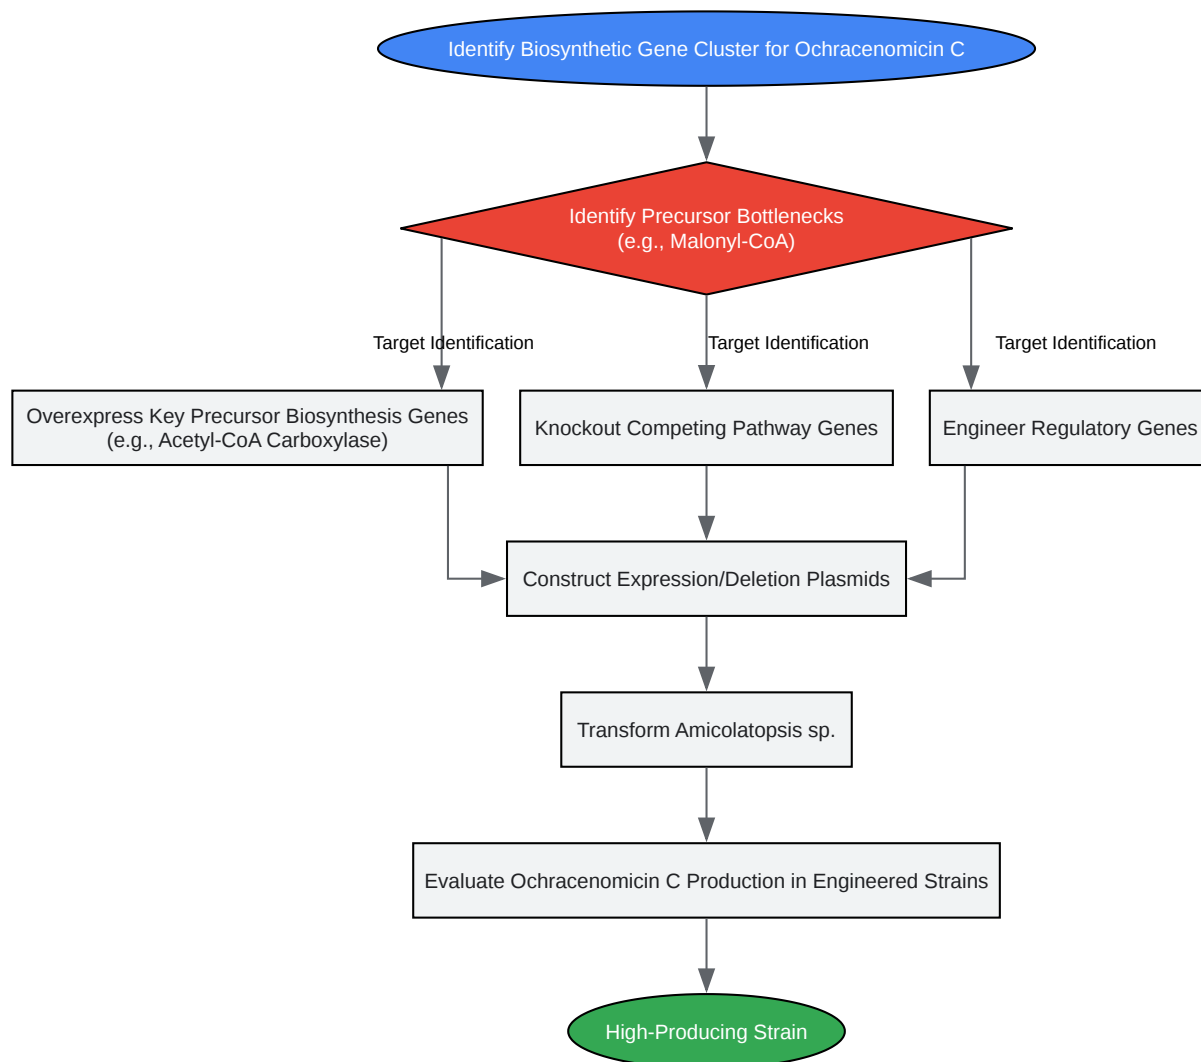 Identify Biosynthetic Gene Cluster for Ochracenomicin C
Identify Precursor Bottlenecks
(e.g., Malonyl-CoA)
Target Identification
Target Identification
Target Identification
Overexpress Key Precursor Biosynthesis Genes
(e.g., Acetyl-CoA Carboxylase)
Knockout Competing Pathway Genes
Engineer Regulatory Genes
Construct Expression/Deletion Plasmids
Transform Amicolatopsis sp.
Evaluate Ochracenomicin C Production in Engineered Strains
High-Producing Strain